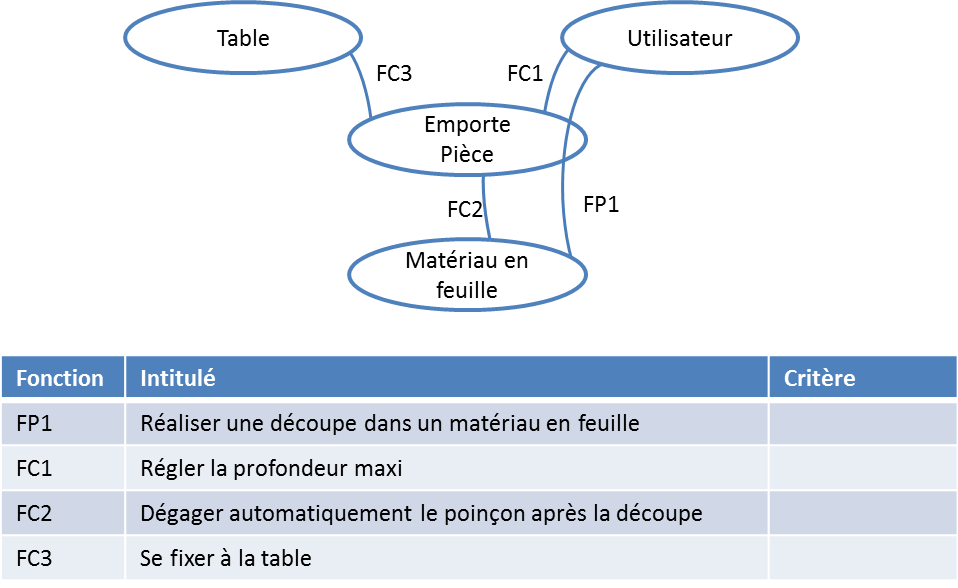 Table
Utilisateur
FC3
FC1
Emporte
Pièce
FC2
FP1
Matériau en
feuille
Fonction Intitulé Critère
FP1 Réaliser une découpe dans un matériau en feuille
FC1 Régler la profondeur maxi
FC2 Dégager automatiquement le poinçon après la découpe
FC3 Se fixer à la table